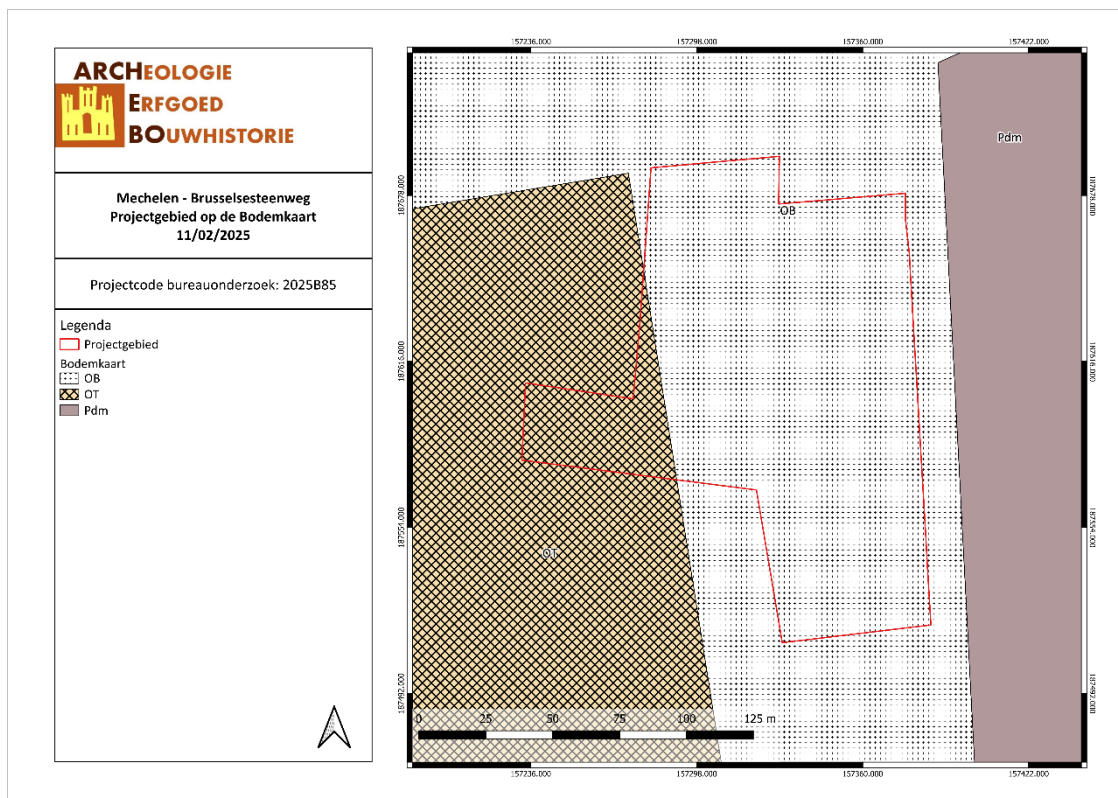 ARCHEOLOGIE
ERFGOED
BOUWHISTORIE
Mechelen - Brusselsesteenweg
Projectgebied op de Bodemkaart
11/02/2025
Projectcode bureauonderzoek: 2025B85
Legenda
Projectgebied
Bodemkaart
OB
OT
Pdm
157236.000 157298.000 157360.000 157422.000
187678.000 187678.000
187616.000 187616.000
187554.000 187554.000
187492.000 187492.000
Pdm
OB
OT
0 25 50 75 100 125 m
157236.000 157298.000 157360.000 157422.000